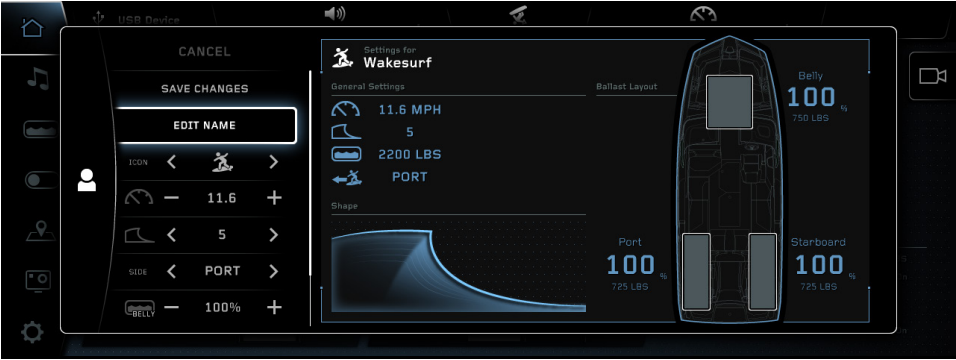 USB Device
CANCEL
SAVE CHANGES
EDIT NAME
ICON
11.6
5
SIDE
PORT
BELLY
100%
Settings for
Wakesurf
General Settings
11.6 MPH
5
2200 LBS
PORT
Shape
Ballast Layout
Belly
100 %
750 LBS
Port
100 %
725 LBS
Starboard
100 %
725 LBS